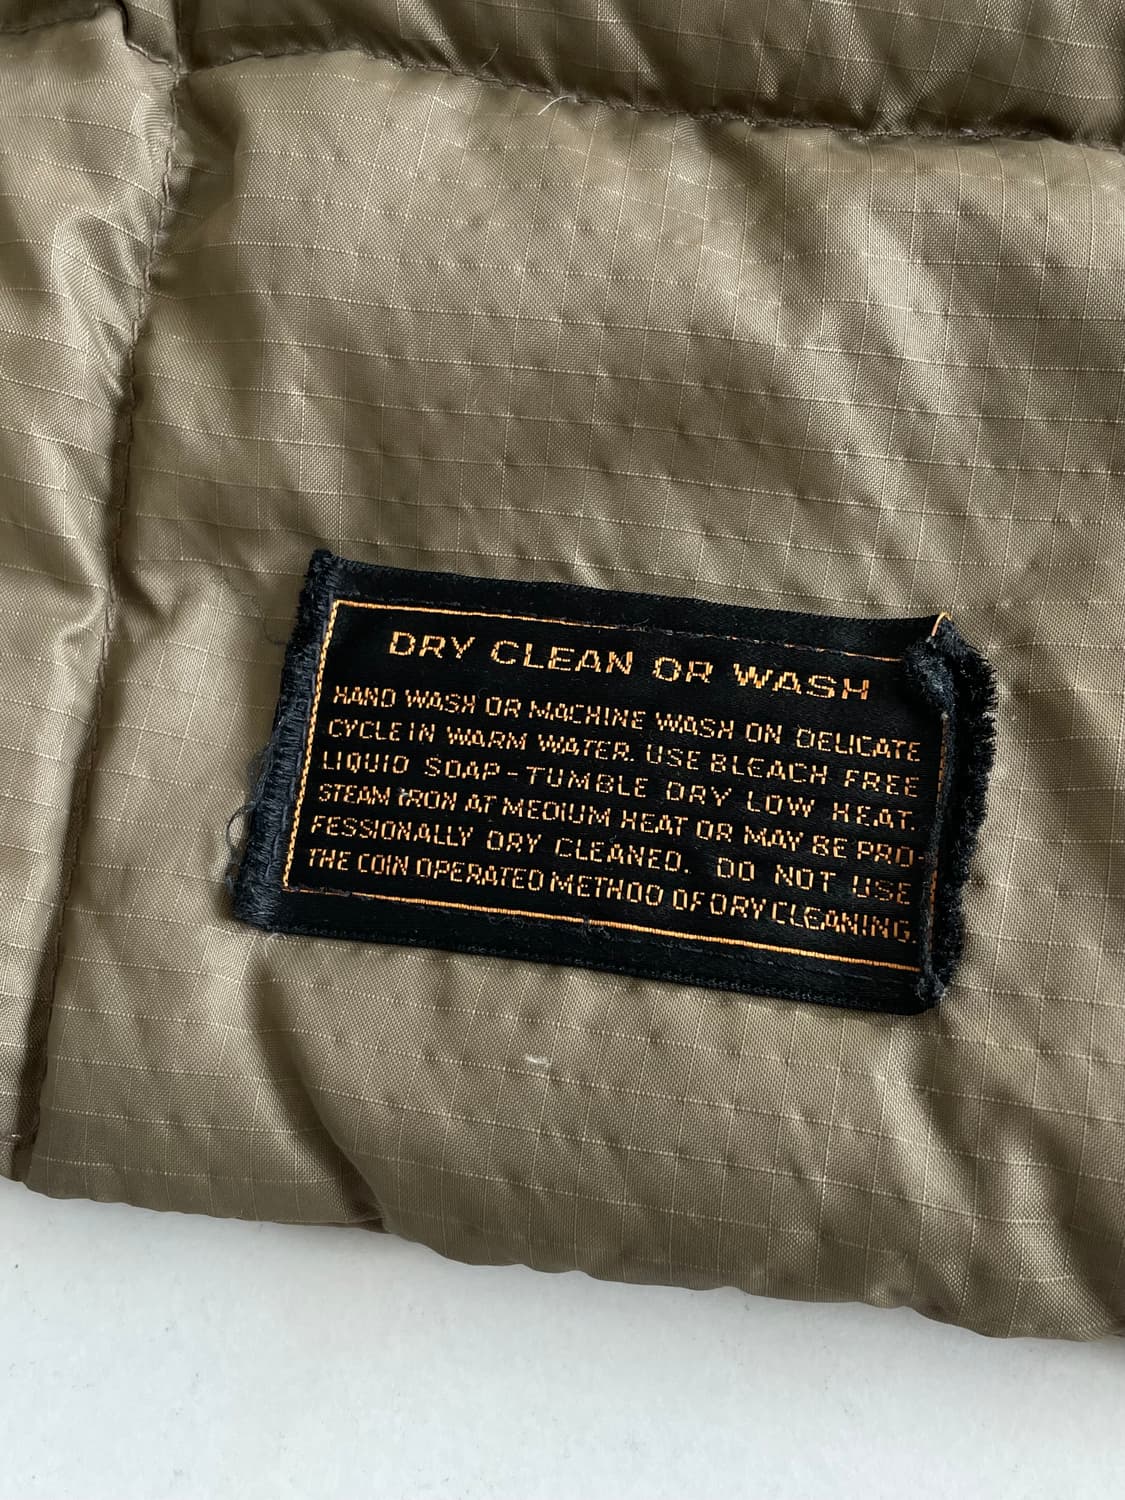 DRY CLEAN OR WASH
HAND WASH OR MACHINE WASH ON DELICATE
CYCLE IN WARM WATER. USE BLEACH FREE
LIQUID SOAP-TUMBLE DRY LOW HEAT.
STEAM IRON AT MEDIUM HEAT OR MAY BE PRO-
FESSIONALLY DRY CLEANED. DO NOT USE
THE COIN OPERATED METHOD OF DRY CLEANING.